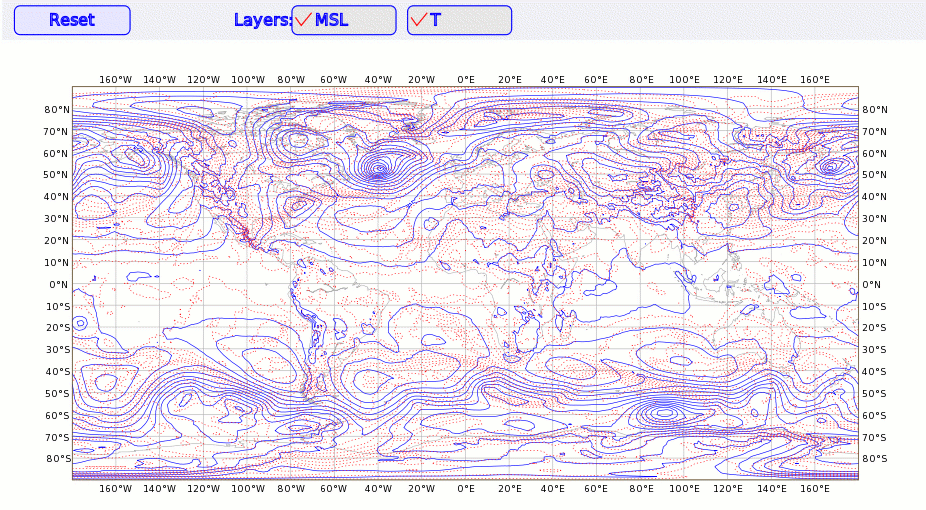 Reset Layers: MSL T
160°W 140°W 120°W 100°W 80°W 60°W 40°W 20°W 0°E 20°E 40°E 60°E 80°E 100°E 120°E 140°E 160°E
80°N 80°N
70°N 70°N
60°N 60°N
50°N 50°N
40°N 40°N
30°N 30°N
20°N 20°N
10°N 10°N
0°N 0°N
10°S 10°S
20°S 20°S
30°S 30°S
40°S 40°S
50°S 50°S
60°S 60°S
70°S 70°S
80°S 80°S
160°W 140°W 120°W 100°W 80°W 60°W 40°W 20°W 0°E 20°E 40°E 60°E 80°E 100°E 120°E 140°E 160°E